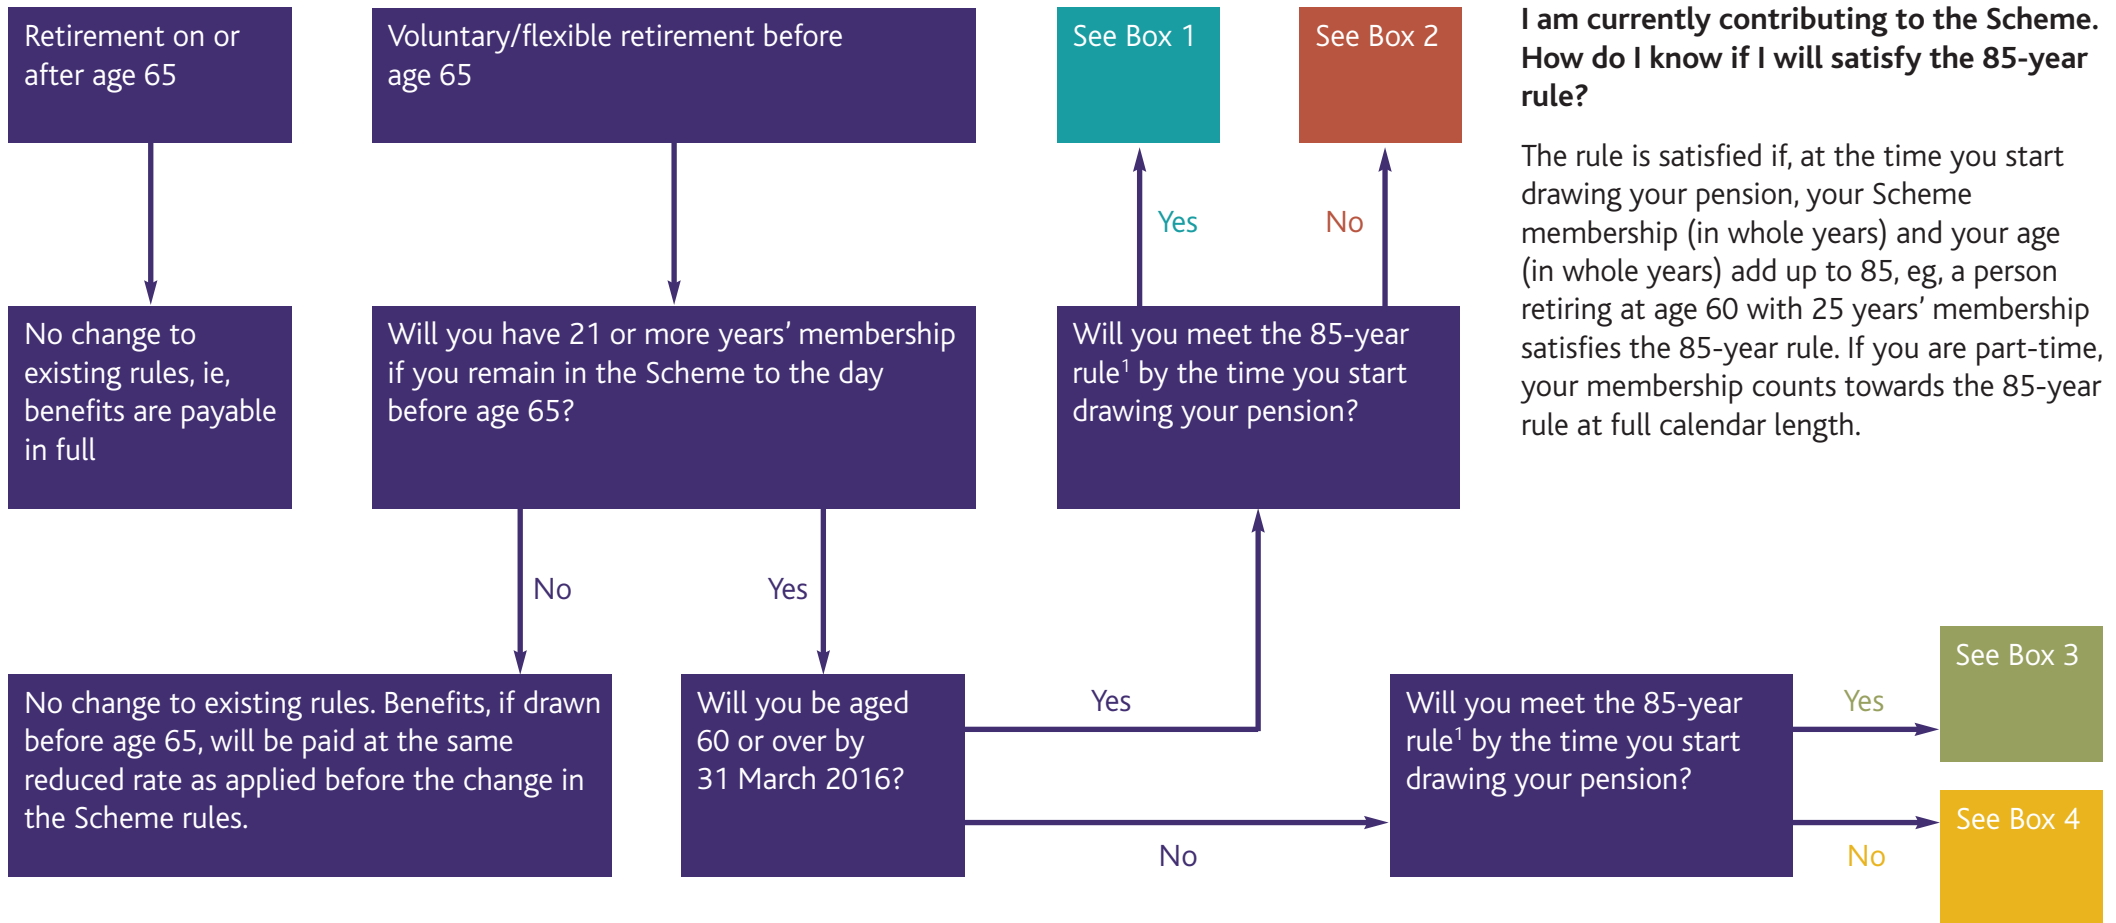 Retirement on or
after age 65
Voluntary/flexible retirement before
age 65
See Box 1
See Box 2
I am currently contributing to the Scheme.
How do I know if I will satisfy the 85-year
rule?
The rule is satisfied if, at the time you start
drawing your pension, your Scheme
membership (in whole years) and your age
(in whole years) add up to 85, eg, a person
retiring at age 60 with 25 years’ membership
satisfies the 85-year rule. If you are part-time,
your membership counts towards the 85-year
rule at full calendar length.
Yes
No
No change to
existing rules, ie,
benefits are payable
in full
Will you have 21 or more years’ membership
if you remain in the Scheme to the day
before age 65?
Will you meet the 85-year
rule¹ by the time you start
drawing your pension?
No
Yes
No change to existing rules. Benefits, if drawn
before age 65, will be paid at the same
reduced rate as applied before the change in
the Scheme rules.
Will you be aged
60 or over by
31 March 2016?
Yes
No
Will you meet the 85-year
rule¹ by the time you start
drawing your pension?
Yes
No
See Box 3
See Box 4